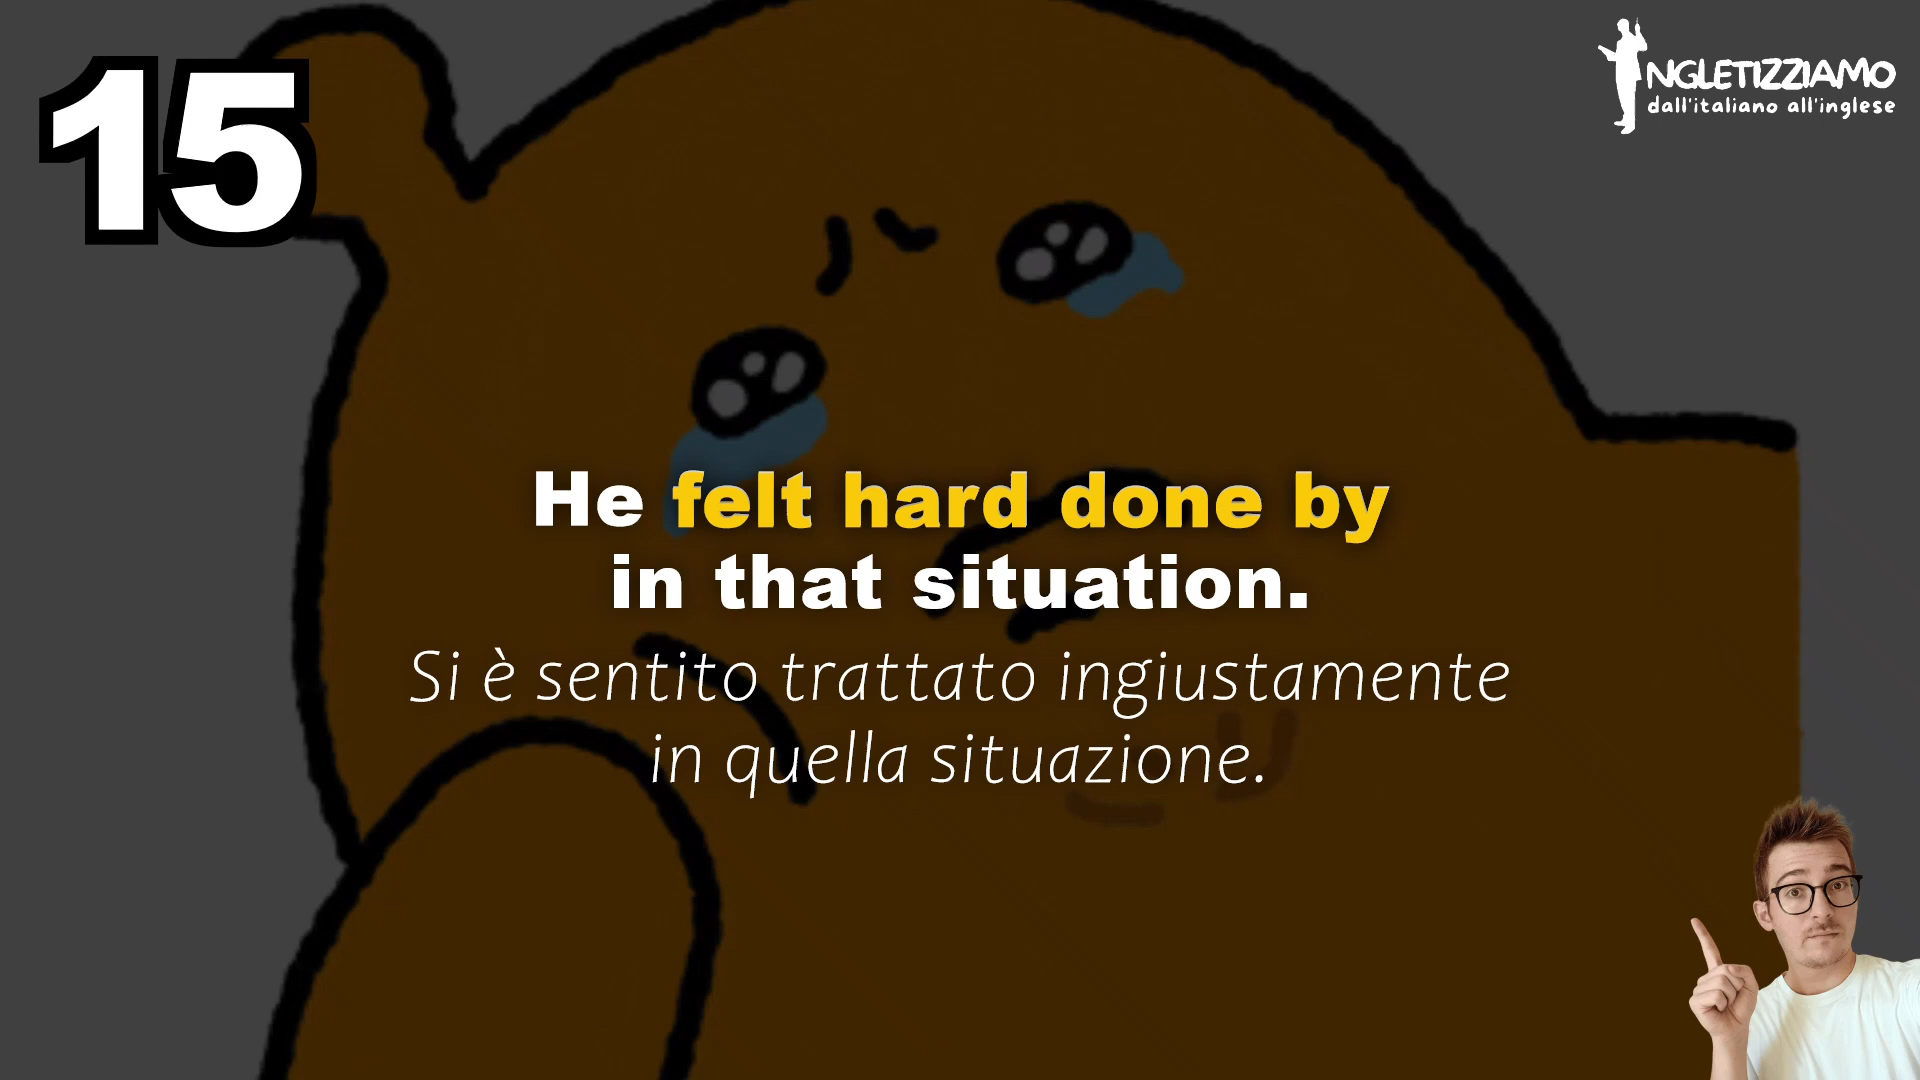 15
NGLETIZZIAMO
dall'italiano all'inglese
He felt hard done by
in that situation.
Si è sentito trattato ingiustamente
in quella situazione.